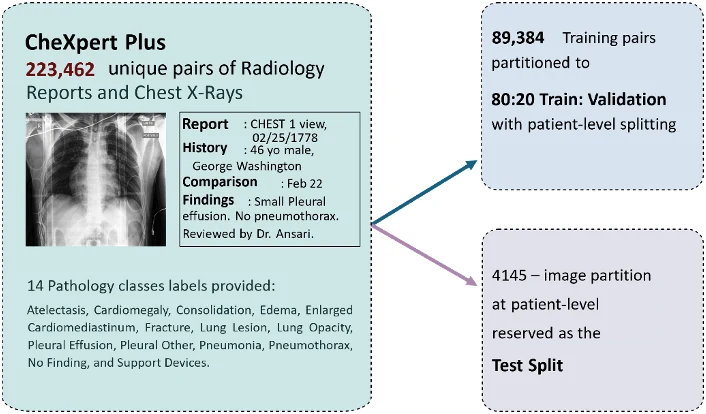 CheXpert Plus
223,462 unique pairs of Radiology
Reports and Chest X-Rays
Report : CHEST 1 view,
02/25/1778
History : 46 yo male,
George Washington
Comparison : Feb 22
Findings : Small Pleural
effusion. No pneumothorax.
Reviewed by Dr. Ansari.
14 Pathology classes labels provided:
Atelectasis, Cardiomegaly, Consolidation, Edema, Enlarged
Cardiomediastinum, Fracture, Lung Lesion, Lung Opacity,
Pleural Effusion, Pleural Other, Pneumonia, Pneumothorax,
No Finding, and Support Devices.
89,384 Training pairs
partitioned to
80:20 Train: Validation
with patient-level splitting
4145 – image partition
at patient-level
reserved as the
Test Split